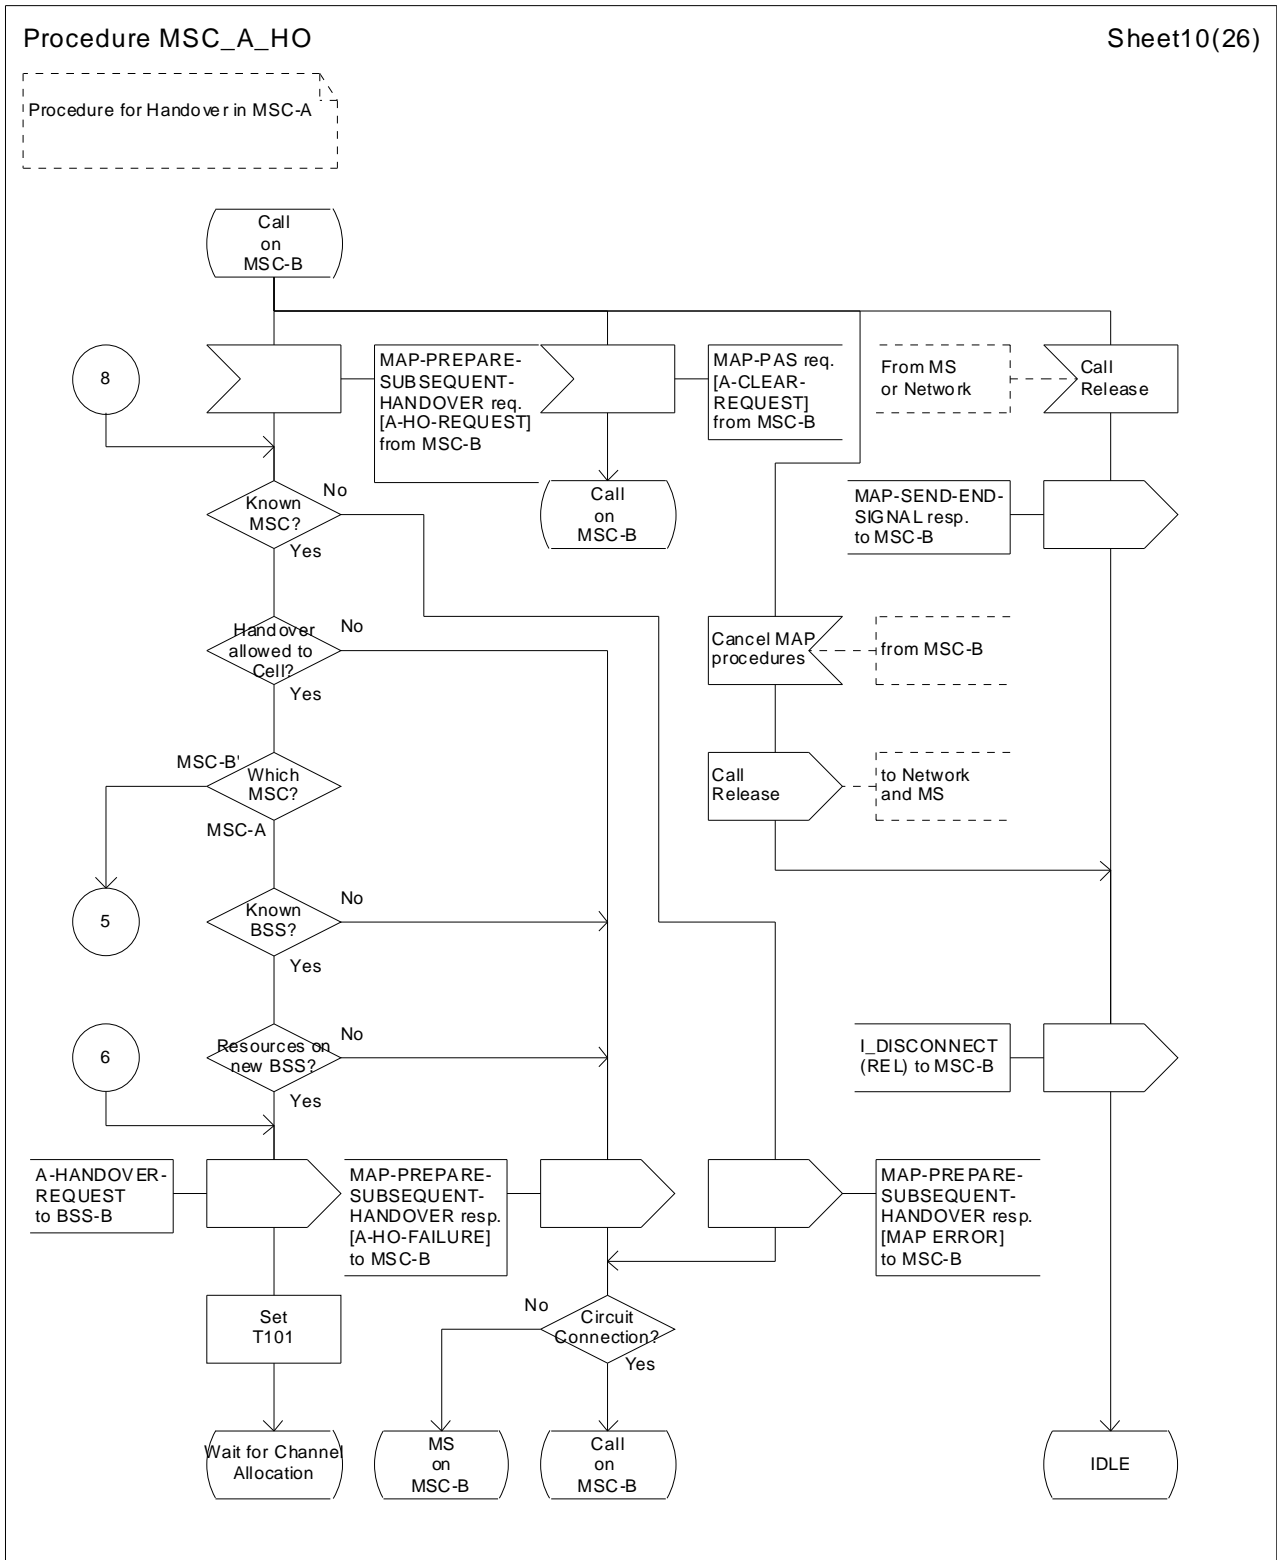 Procedure MSC_A_HO
Sheet10(26)
Procedure for Handover in MSC-A
Call
on
MSC-B
8
MAP-PREPARE-
SUBSEQUENT-
HANDOVER req.
[A-HO-REQUEST]
from MSC-B
MAP-PAS req.
[A-CLEAR-
REQUEST]
from MSC-B
From MS
or Network
Call
Release
Known
MSC?
No
Yes
Call
on
MSC-B
MAP-SEND-END-
SIGNAL resp.
to MSC-B
Handover
allowed to
Cell?
No
Yes
Cancel MAP
procedures
from MSC-B
MSC-B'
Which
MSC?
MSC-A
Call
Release
to Network
and MS
5
Known
BSS?
No
Yes
6
Resources on
new BSS?
No
Yes
I_DISCONNECT
(REL) to MSC-B
A-HANDOVER-
REQUEST
to BSS-B
MAP-PREPARE-
SUBSEQUENT-
HANDOVER resp.
[A-HO-FAILURE]
to MSC-B
MAP-PREPARE-
SUBSEQUENT-
HANDOVER resp.
[MAP ERROR]
to MSC-B
Set
T101
No
Circuit
Connection?
Yes
Wait for Channel
Allocation
MS
on
MSC-B
Call
on
MSC-B
IDLE